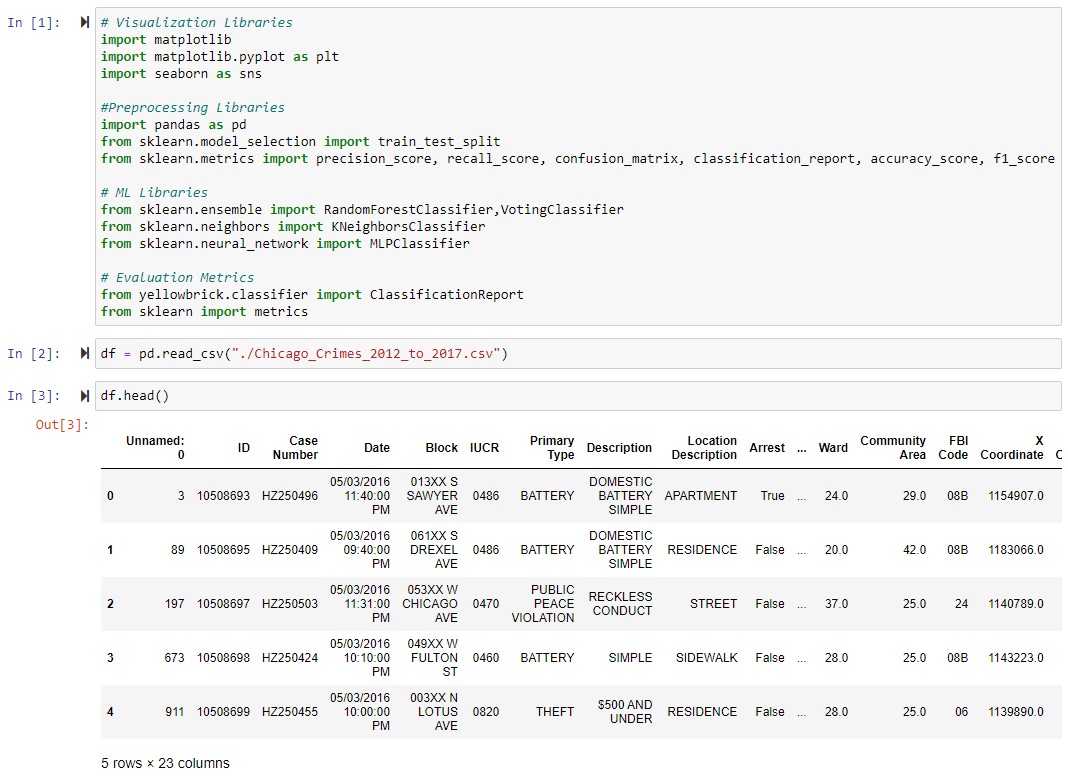 In [1]:
# Visualization Libraries
import matplotlib
import matplotlib.pyplot as plt
import seaborn as sns
#Preprocessing Libraries
import pandas as pd
from sklearn.model_selection import train_test_split
from sklearn.metrics import precision_score, recall_score, confusion_matrix, classification_report, accuracy_score, f1_score
# ML Libraries
from sklearn.ensemble import RandomForestClassifier,VotingClassifier
from sklearn.neighbors import KNeighborsClassifier
from sklearn.neural_network import MLPClassifier
# Evaluation Metrics
from yellowbrick.classifier import ClassificationReport
from sklearn import metrics
In [2]: df = pd.read_csv("./Chicago_Crimes_2012_to_2017.csv")
In [3]: df.head()
Out[3]:
Unnamed: Case Primary Location Community FBI X
ID Date Block IUCR Description Arrest ... Ward
0 Number Type Description Area Code Coordinate C
05/03/2016 013XX S DOMESTIC
0 3 10508693 HZ250496 11:40:00 SAWYER 0486 BATTERY BATTERY APARTMENT True ... 24.0 29.0 08B 1154907.0
PM AVE SIMPLE
05/03/2016 061XX S DOMESTIC
1 89 10508695 HZ250409 09:40:00 DREXEL 0486 BATTERY BATTERY RESIDENCE False ... 20.0 42.0 08B 1183066.0
PM AVE SIMPLE
05/03/2016 053XX W PUBLIC RECKLESS
2 197 10508697 HZ250503 11:31:00 CHICAGO 0470 PEACE CONDUCT STREET False ... 37.0 25.0 24 1140789.0
PM AVE VIOLATION
05/03/2016 049XX W
3 673 10508698 HZ250424 10:10:00 FULTON 0460 BATTERY SIMPLE SIDEWALK False ... 28.0 25.0 08B 1143223.0
PM ST
05/03/2016 003XX N $500 AND
4 911 10508699 HZ250455 10:00:00 LOTUS 0820 THEFT UNDER RESIDENCE False ... 28.0 25.0 06 1139890.0
PM AVE
5 rows × 23 columns